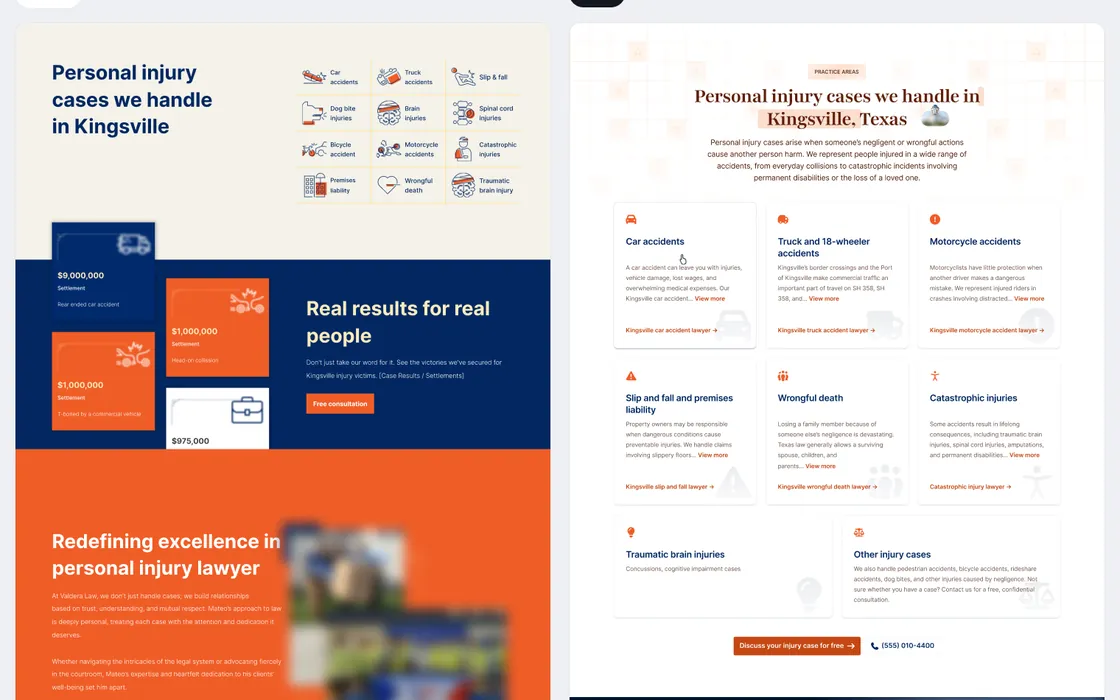 Personal injury
cases we handle
in Kingsville
Car
accidents
Truck
accidents
Slip & fall
Dog bite
injuries
Brain
injuries
Spinal cord
injuries
Bicycle
accident
Motorcycle
accidents
Catastrophic
injuries
Premises
liability
Wrongful
death
Traumatic
brain injury
$9,000,000
Settlement
Rear ended car accident
$1,000,000
Settlement
T-boned by a commercial vehicle
$1,000,000
Settlement
Head-on collision
$975,000
Real results for real
people
Don't just take our word for it. See the victories we've secured for
Kingsville injury victims. [Case Results / Settlements]
Free consultation
Redefining excellence in
personal injury lawyer
At Valdera Law, we don't just handle cases; we build relationships
based on trust, understanding, and mutual respect. Mateo's approach to law
is deeply personal, treating each case with the attention and dedication it
deserves.
Whether navigating the intricacies of the legal system or advocating fiercely
in the courtroom, Mateo's expertise and heartfelt dedication to his clients'
well-being set him apart.
PRACTICE AREAS
Personal injury cases we handle in
Kingsville, Texas
Personal injury cases arise when someone's negligent or wrongful actions
cause another person harm. We represent people injured in a wide range of
accidents, from everyday collisions to catastrophic incidents involving
permanent disabilities or the loss of a loved one.
Car accidents
A car accident can leave you with injuries,
vehicle damage, lost wages, and
overwhelming medical expenses. Our
Kingsville car accident... View more
Kingsville car accident lawyer →
Truck and 18-wheeler
accidents
Kingsville's border crossings and the Port
of Kingsville make commercial traffic an
important part of travel on SH 358, SH
358, and... View more
Kingsville truck accident lawyer →
Motorcycle accidents
Motorcyclists have little protection when
another driver makes a dangerous
mistake. We represent injured riders in
crashes involving distracted... View more
Kingsville motorcycle accident lawyer →
Slip and fall and premises
liability
Property owners may be responsible
when dangerous conditions cause
preventable injuries. We handle claims
involving slippery floors... View more
Kingsville slip and fall lawyer →
Wrongful death
Losing a family member because of
someone else's negligence is devastating.
Texas law generally allows a surviving
spouse, children, and
parents... View more
Kingsville wrongful death lawyer →
Catastrophic injuries
Some accidents result in lifelong
consequences, including traumatic brain
injuries, spinal cord injuries, amputations,
and permanent disabilities... View more
Catastrophic injury lawyer →
Traumatic brain injuries
Concussions, cognitive impairment cases
Other injury cases
We also handle pedestrian accidents, bicycle accidents, rideshare
accidents, dog bites, and other injuries caused by negligence. Not
sure whether you have a case? Contact us for a free, confidential
consultation.
Discuss your injury case for free →
(555) 010-4400